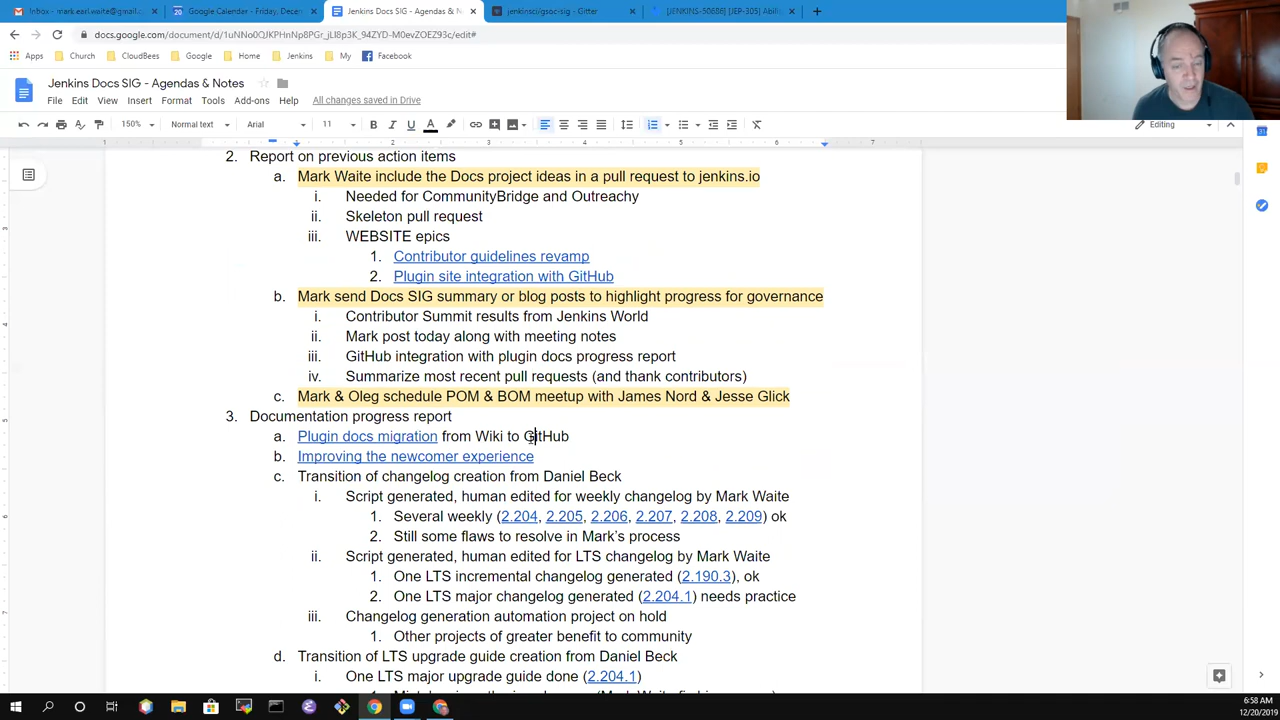 Inbox - mark.earl.waite@gmail.c
Google Calendar - Friday, Decem
Jenkins Docs SIG - Agendas & No
jenkinsci/gsoc-sig - Gitter
[JENKINS-50686] [JEP-305] Abili
docs.google.com/document/d/1uNNo0QJKPHnNp8PGr_jLl8p3K_94ZYD-M0evZOEZ93c/edit#
Apps Church CloudBees Google Home Jenkins My Facebook
Jenkins Docs SIG - Agendas & Notes
File Edit View Insert Format Tools Add-ons Help All changes saved in Drive
150% Normal text Arial 11 B I U A Editing
1 1 2 3 4 5 6 7
2. Report on previous action items
a. Mark Waite include the Docs project ideas in a pull request to jenkins.io
i. Needed for CommunityBridge and Outreachy
ii. Skeleton pull request
iii. WEBSITE epics
1. Contributor guidelines revamp
2. Plugin site integration with GitHub
b. Mark send Docs SIG summary or blog posts to highlight progress for governance
i. Contributor Summit results from Jenkins World
ii. Mark post today along with meeting notes
iii. GitHub integration with plugin docs progress report
iv. Summarize most recent pull requests (and thank contributors)
c. Mark & Oleg schedule POM & BOM meetup with James Nord & Jesse Glick
3. Documentation progress report
a. Plugin docs migration from Wiki to GitHub
b. Improving the newcomer experience
c. Transition of changelog creation from Daniel Beck
i. Script generated, human edited for weekly changelog by Mark Waite
1. Several weekly (2.204, 2.205, 2.206, 2.207, 2.208, 2.209) ok
2. Still some flaws to resolve in Mark's process
ii. Script generated, human edited for LTS changelog by Mark Waite
1. One LTS incremental changelog generated (2.190.3), ok
2. One LTS major changelog generated (2.204.1) needs practice
iii. Changelog generation automation project on hold
1. Other projects of greater benefit to community
d. Transition of LTS upgrade guide creation from Daniel Beck
i. One LTS major upgrade guide done (2.204.1)
6:58 AM
12/20/2019